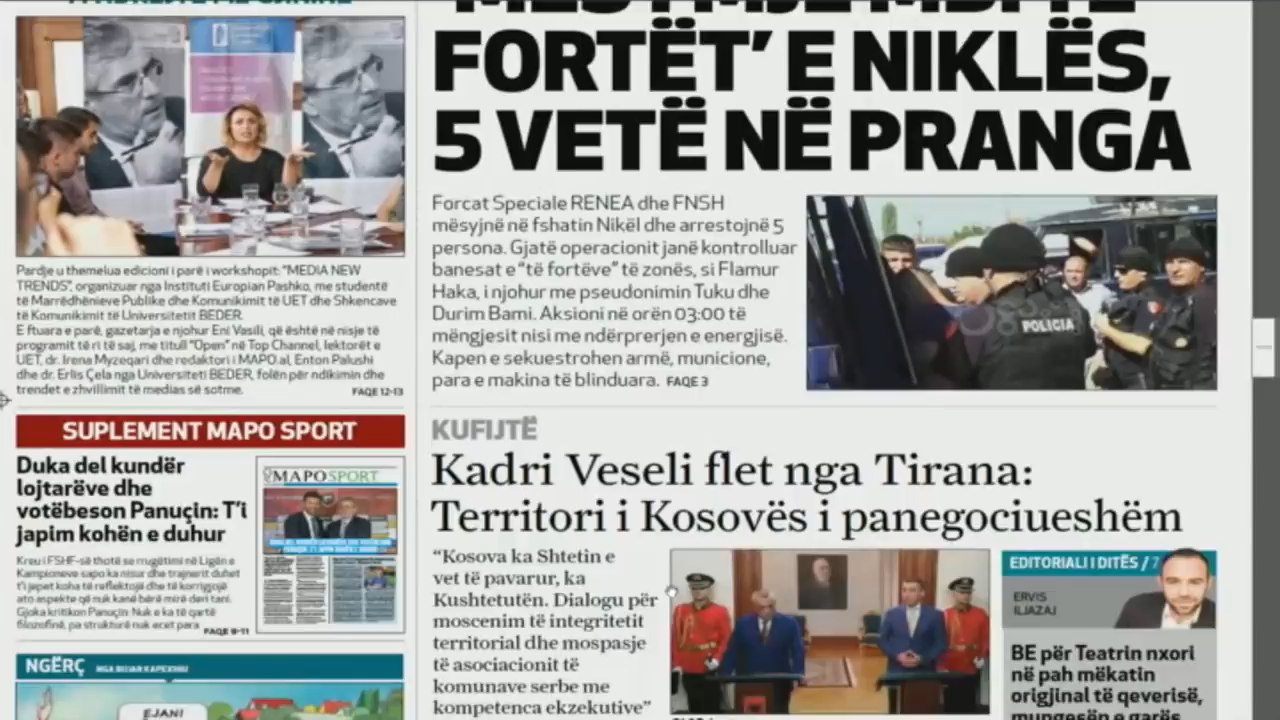 FORTËT’ E NIKLËS,
5 VETË NË PRANGA
Forcat Speciale RENEA dhe FNSH
mësyjnë në fshatin Nikël dhe arrestojnë 5
persona. Gjatë operacionit janë kontrolluar
banesat e “të fortëve” të zonës, si Flamur
Haka, i njohur me pseudonimin Tuku dhe
Durim Bami. Aksioni në orën 03:00 të
mëngjesit nisi me ndërprerjen e energjisë.
Kapen e sekuestrohen armë, municione,
para e makina të blinduara. FAQE 3
POLICIA
Pardje u themelua edicioni i parë i workshopit: “MEDIA NEW
TRENDS”, organizuar nga Instituti Europian Pashko, me studentë
të Marrëdhënieve Publike dhe Komunikimit të UET dhe Shkencave
të Komunikimit të Universitetit BEDER.
E ftuara e parë, gazetarja e njohur Eni Vasili, që është në nisje të
programit të ri të saj, me titull “Open” në Top Channel, lektorët e
UET, dr. Irena Myzeqari dhe redaktori i MAPO.al, Enton Palushi
dhe dr. Erlis Çela nga Universiteti BEDER, folën për ndikimin dhe
trendet e zhvillimit të medias së sotme. FAQE 12-13
SUPLEMENT MAPO SPORT
Duka del kundër
lojtarëve dhe
votëbeson Panuçin: T’i
japim kohën e duhur
MAPO SPORT
Kreu i FSHF-së thotë se rrugëtimi në Ligën e
Kampioneve sapo ka nisur dhe trajnerit duhet
t’i jepet koha të reflektojë dhe të korrigjojë
ato aspekte që nuk kanë bërë mirë deri tani.
Gjoka kritikon Panuçin: Nuk e ka të qartë
filozofinë, pa strukturë nuk ecet para FAQE 9-11
NGËRÇ
EJANI
KUFIJTË
Kadri Veseli flet nga Tirana:
Territori i Kosovës i panegociueshëm
“Kosova ka Shtetin e
vet të pavarur, ka
Kushtetutën. Dialogu për
moscenim të integritetit
territorial dhe mospasje
të asociacionit të
komunave serbe me
kompetenca ekzekutive”
EDITORIALI I DITËS / 7
ERVIS
ILJAZAJ
BE për Teatrin nxori
në pah mëkatin
origjinal të qeverisë,
mungesën e garës